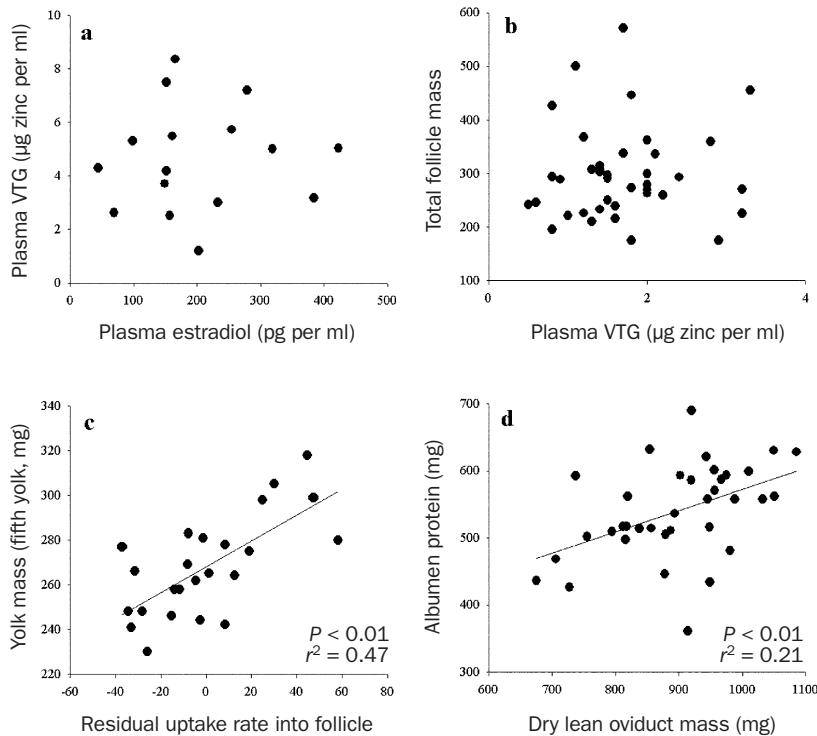 a
Plasma VTG (µg zinc per ml)
10
8
6
4
2
0
0 100 200 300 400 500
Plasma estradiol (pg per ml)
b
Total follicle mass
600
500
400
300
200
100
0 2 4
Plasma VTG (µg zinc per ml)
c
Yolk mass (fifth yolk, mg)
340
320
300
280
260
240
220
-60 -40 -20 0 20 40 60 80
P < 0.01
r² = 0.47
Residual uptake rate into follicle
d
Albumen protein (mg)
700
600
500
400
300
600 700 800 900 1000 1100
P < 0.01
r² = 0.21
Dry lean oviduct mass (mg)